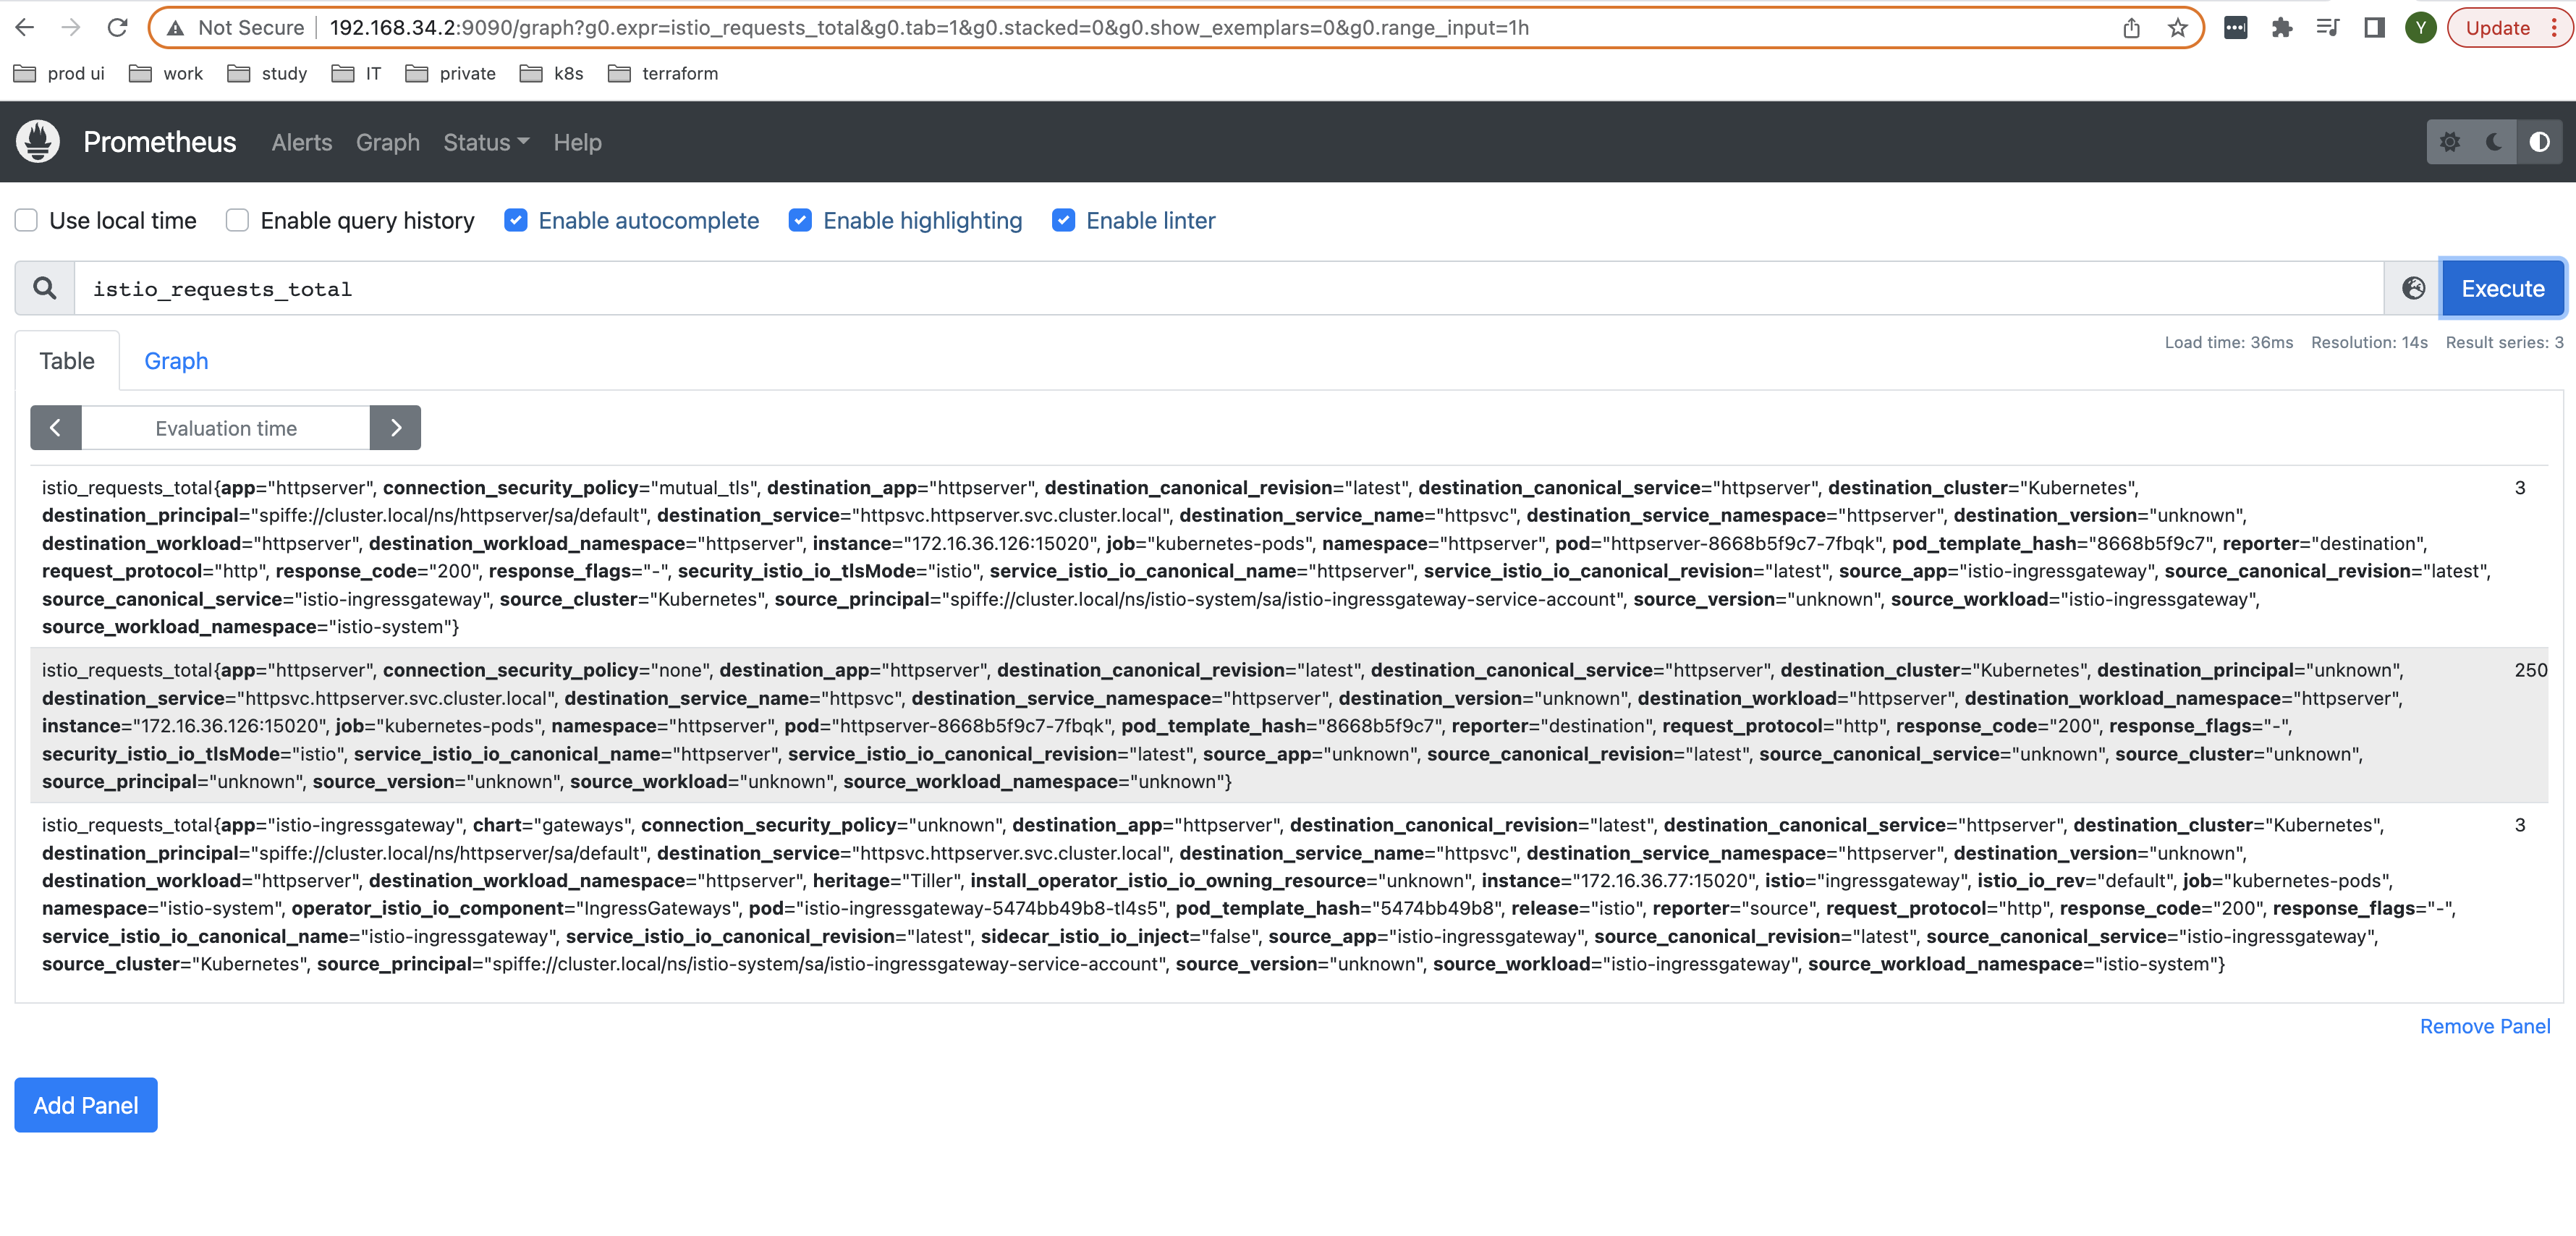 Not Secure 192.168.34.2:9090/graph?g0.expr=istio_requests_total&g0.tab=1&g0.stacked=0&g0.show_exemplars=0&g0.range_input=1h Y Update
prod ui work study IT private k8s terraform
Prometheus Alerts Graph Status Help
Use local time Enable query history Enable autocomplete Enable highlighting Enable linter
istio_requests_total Execute
Load time: 36ms Resolution: 14s Result series: 3
Table Graph
Evaluation time
istio_requests_total{app="httpserver", connection_security_policy="mutual_tls", destination_app="httpserver", destination_canonical_revision="latest", destination_canonical_service="httpserver", destination_cluster="Kubernetes", 3
destination_principal="spiffe://cluster.local/ns/httpserver/sa/default", destination_service="httpsvc.httpserver.svc.cluster.local", destination_service_name="httpsvc", destination_service_namespace="httpserver", destination_version="unknown",
destination_workload="httpserver", destination_workload_namespace="httpserver", instance="172.16.36.126:15020", job="kubernetes-pods", namespace="httpserver", pod="httpserver-8668b5f9c7-7fbqk", pod_template_hash="8668b5f9c7", reporter="destination",
request_protocol="http", response_code="200", response_flags="-", security_istio_io_tlsMode="istio", service_istio_io_canonical_name="httpserver", service_istio_io_canonical_revision="latest", source_app="istio-ingressgateway", source_canonical_revision="latest",
source_canonical_service="istio-ingressgateway", source_cluster="Kubernetes", source_principal="spiffe://cluster.local/ns/istio-system/sa/istio-ingressgateway-service-account", source_version="unknown", source_workload="istio-ingressgateway",
source_workload_namespace="istio-system"}
istio_requests_total{app="httpserver", connection_security_policy="none", destination_app="httpserver", destination_canonical_revision="latest", destination_canonical_service="httpserver", destination_cluster="Kubernetes", destination_principal="unknown", 250
destination_service="httpsvc.httpserver.svc.cluster.local", destination_service_name="httpsvc", destination_service_namespace="httpserver", destination_version="unknown", destination_workload="httpserver", destination_workload_namespace="httpserver",
instance="172.16.36.126:15020", job="kubernetes-pods", namespace="httpserver", pod="httpserver-8668b5f9c7-7fbqk", pod_template_hash="8668b5f9c7", reporter="destination", request_protocol="http", response_code="200", response_flags="-",
security_istio_io_tlsMode="istio", service_istio_io_canonical_name="httpserver", service_istio_io_canonical_revision="latest", source_app="unknown", source_canonical_revision="latest", source_canonical_service="unknown", source_cluster="unknown",
source_principal="unknown", source_version="unknown", source_workload="unknown", source_workload_namespace="unknown"}
istio_requests_total{app="istio-ingressgateway", chart="gateways", connection_security_policy="unknown", destination_app="httpserver", destination_canonical_revision="latest", destination_canonical_service="httpserver", destination_cluster="Kubernetes", 3
destination_principal="spiffe://cluster.local/ns/httpserver/sa/default", destination_service="httpsvc.httpserver.svc.cluster.local", destination_service_name="httpsvc", destination_service_namespace="httpserver", destination_version="unknown",
destination_workload="httpserver", destination_workload_namespace="httpserver", heritage="Tiller", install_operator_istio_io_owning_resource="unknown", instance="172.16.36.77:15020", istio="ingressgateway", istio_io_rev="default", job="kubernetes-pods",
namespace="istio-system", operator_istio_io_component="IngressGateways", pod="istio-ingressgateway-5474bb49b8-tl4s5", pod_template_hash="5474bb49b8", release="istio", reporter="source", request_protocol="http", response_code="200", response_flags="-",
service_istio_io_canonical_name="istio-ingressgateway", service_istio_io_canonical_revision="latest", sidecar_istio_io_inject="false", source_app="istio-ingressgateway", source_canonical_revision="latest", source_canonical_service="istio-ingressgateway",
source_cluster="Kubernetes", source_principal="spiffe://cluster.local/ns/istio-system/sa/istio-ingressgateway-service-account", source_version="unknown", source_workload="istio-ingressgateway", source_workload_namespace="istio-system"}
Remove Panel
Add Panel